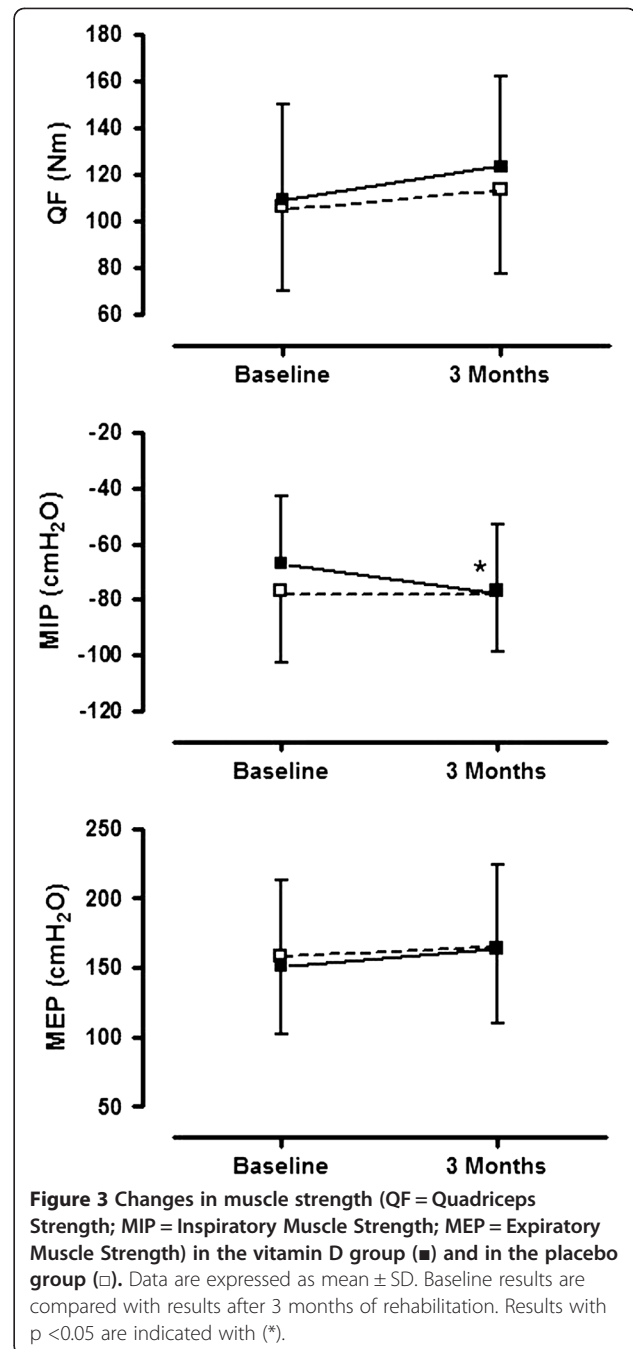 180
160
140
120
100
80
60
QF (Nm)
Baseline 3 Months
-20
-40
-60
-80
-100
-120
MIP (cmH₂O)
*
Baseline 3 Months
250
200
150
100
50
MEP (cmH₂O)
Baseline 3 Months
Figure 3 Changes in muscle strength (QF = Quadriceps
Strength; MIP = Inspiratory Muscle Strength; MEP = Expiratory
Muscle Strength) in the vitamin D group (■) and in the placebo
group (□). Data are expressed as mean ± SD. Baseline results are
compared with results after 3 months of rehabilitation. Results with
p <0.05 are indicated with (*).